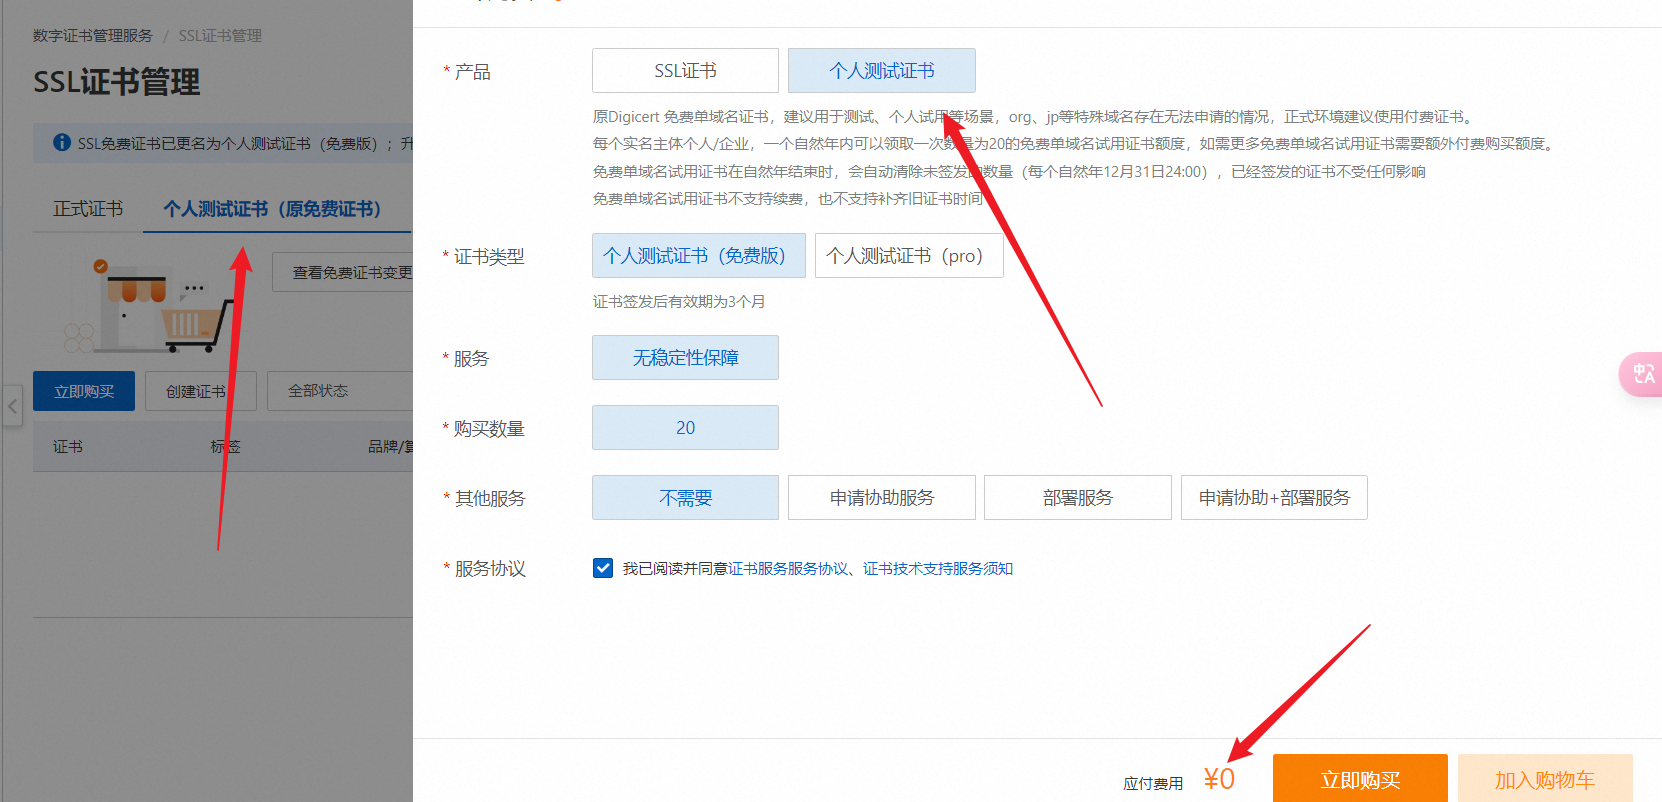 数字证书管理服务 / SSL证书管理
SSL证书管理
SSL免费证书已更名为个人测试证书（免费版）；升
正式证书 个人测试证书（原免费证书）
查看免费证书变更
立即购买 创建证书 全部状态
证书 标签 品牌/算
* 产品 SSL证书 个人测试证书
原Digicert 免费单域名证书，建议用于测试、个人试用等场景，org、jp等特殊域名存在无法申请的情况，正式环境建议使用付费证书。
每个实名主体个人/企业，一个自然年内可以领取一次数量为20的免费单域名试用证书额度，如需更多免费单域名试用证书需要额外付费购买额度。
免费单域名试用证书在自然年结束时，会自动清除未签发的数量（每个自然年12月31日24:00），已经签发的证书不受任何影响
免费单域名试用证书不支持续费，也不支持补齐旧证书时间
* 证书类型 个人测试证书（免费版） 个人测试证书（pro）
证书签发后有效期为3个月
* 服务 无稳定性保障
* 购买数量 20
* 其他服务 不需要 申请协助服务 部署服务 申请协助+部署服务
* 服务协议 我已阅读并同意证书服务服务协议、证书技术支持服务须知
应付费用 ¥0 立即购买 加入购物车
中A